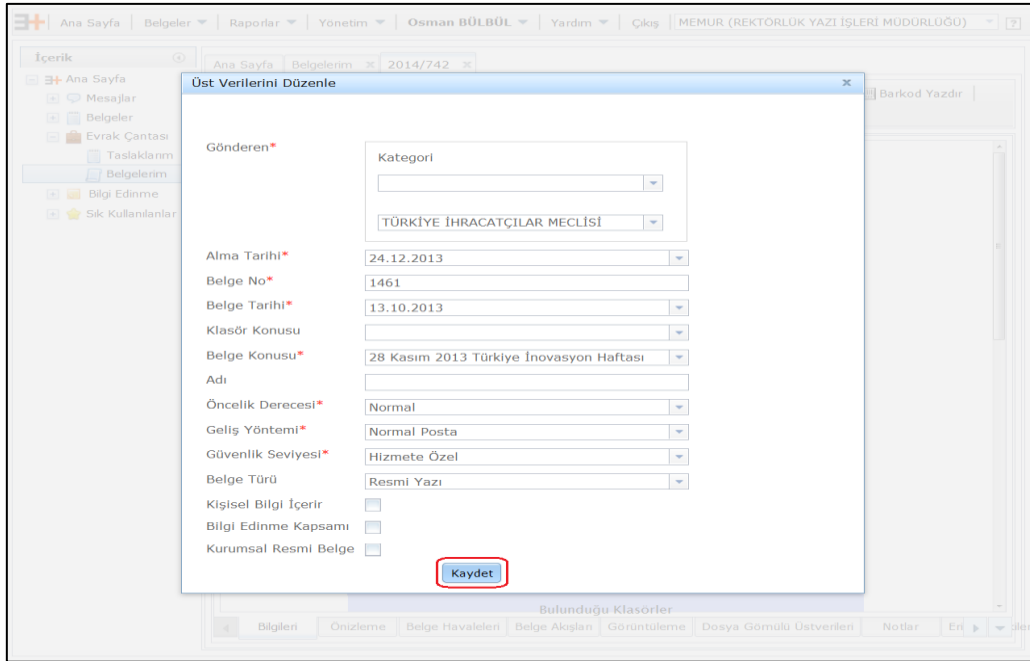 Ana Sayfa Belgeler Raporlar Yönetim Osman BÜLBÜL Yardım Çıkış MEMUR (REKTÖRLÜK YAZI İŞLERİ MÜDÜRLÜĞÜ)
İçerik
Ana Sayfa Belgelerim 2014/742
Ana Sayfa
Mesajlar
Belgeler
Evrak Çantası
Taslaklarım
Belgelerim
Bilgi Edinme
Sık Kullanılanlar
Barkod Yazdır
Üst Verilerini Düzenle
Gönderen*
Kategori
TÜRKİYE İHRACATÇILAR MECLİSİ
Alma Tarihi* 24.12.2013
Belge No* 1461
Belge Tarihi* 13.10.2013
Klasör Konusu
Belge Konusu* 28 Kasım 2013 Türkiye İnovasyon Haftası
Adı
Öncelik Derecesi* Normal
Geliş Yöntemi* Normal Posta
Güvenlik Seviyesi* Hizmete Özel
Belge Türü Resmi Yazı
Kişisel Bilgi İçerir
Bilgi Edinme Kapsamı
Kurumsal Resmi Belge
Kaydet
Bulunduğu Klasörler
Bilgileri Önizleme Belge Havaleleri Belge Akışları Görüntüleme Dosya Gömülü Üstverileri Notlar